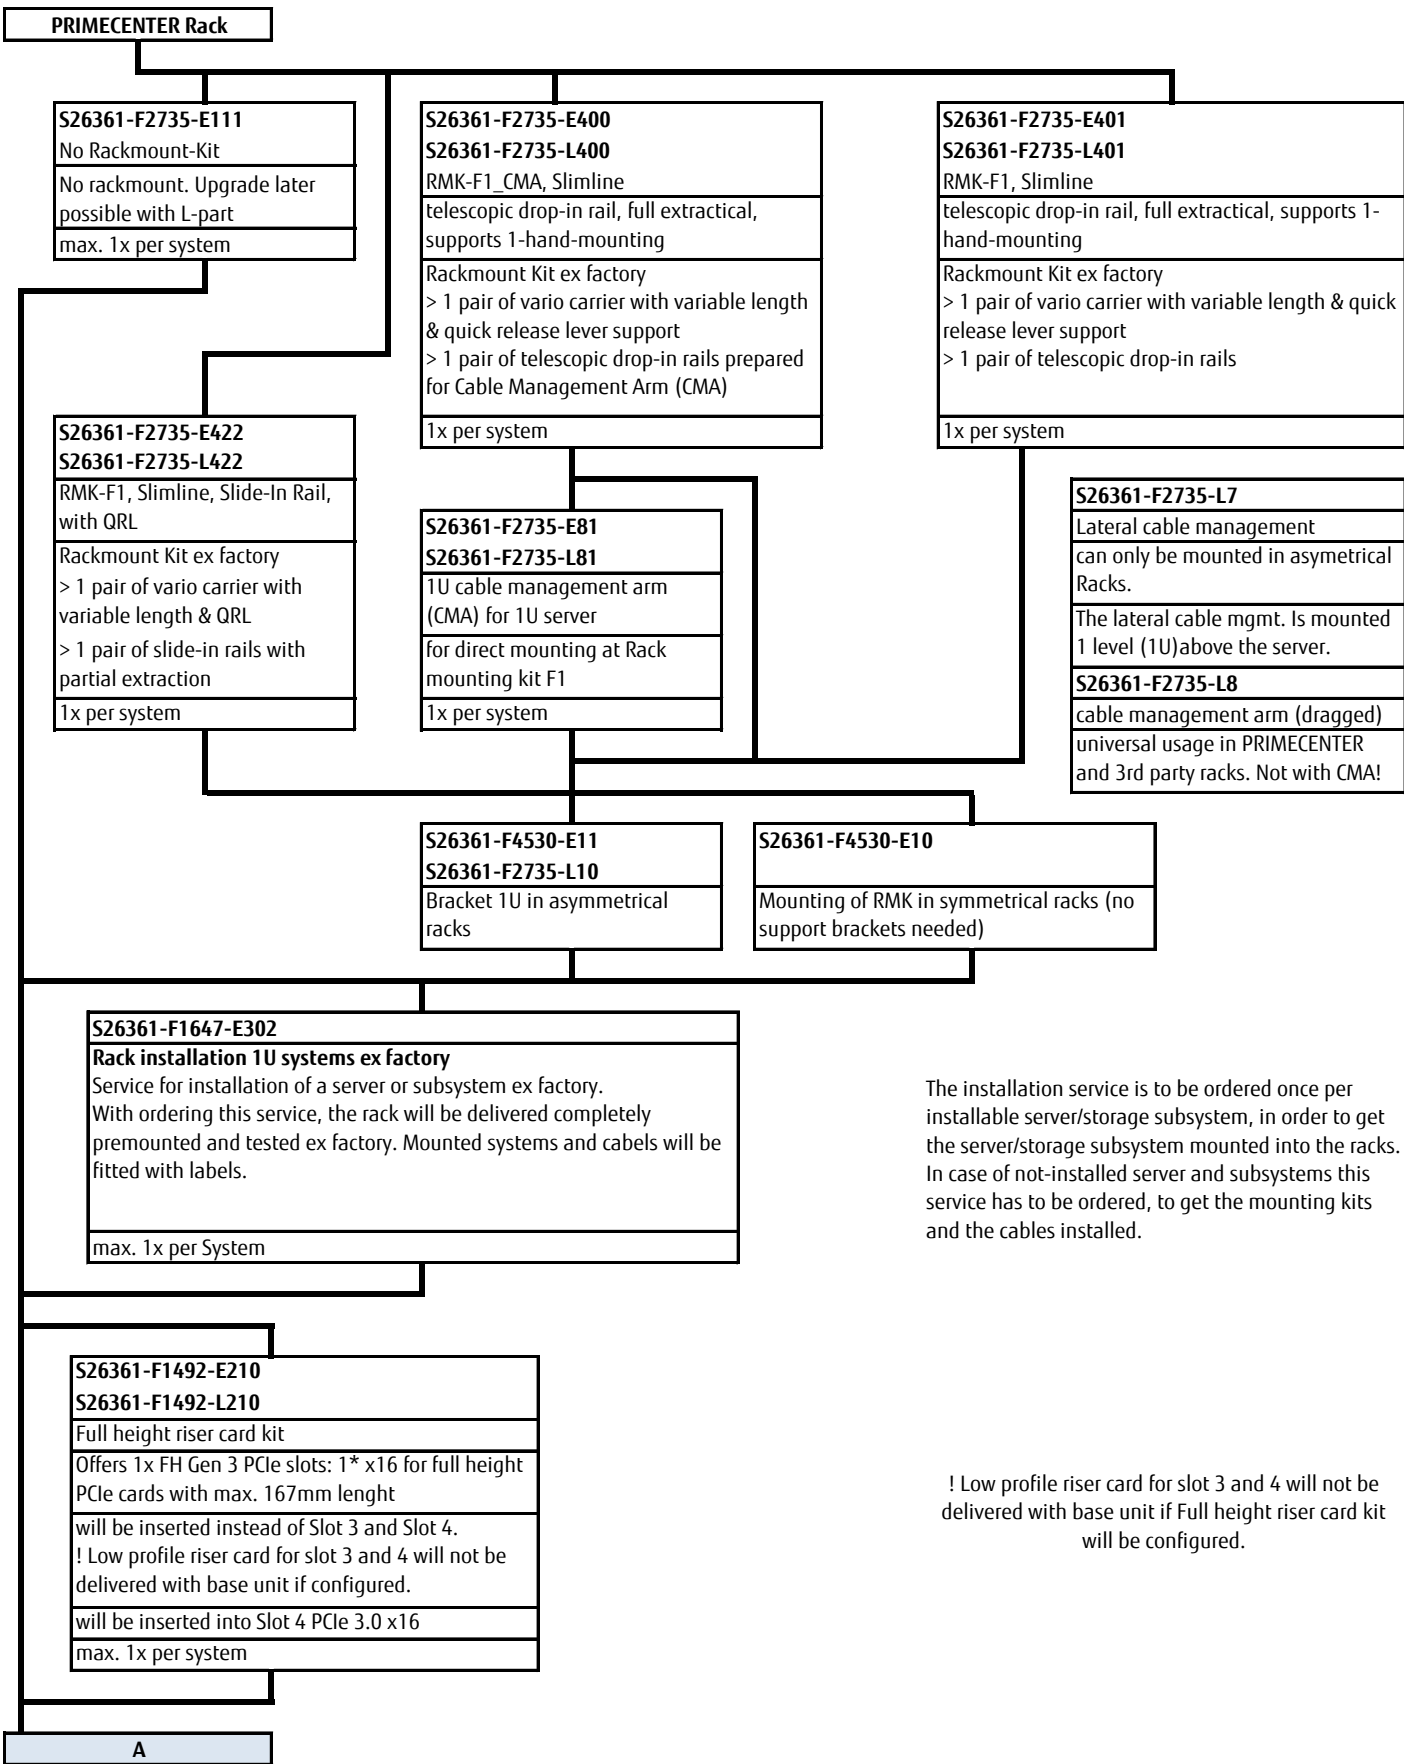 PRIMECENTER Rack
S26361-F2735-E111
No Rackmount-Kit
No rackmount. Upgrade later
possible with L-part
max. 1x per system
S26361-F2735-E400
S26361-F2735-L400
RMK-F1_CMA, Slimline
telescopic drop-in rail, full extractical,
supports 1-hand-mounting
Rackmount Kit ex factory
> 1 pair of vario carrier with variable length
& quick release lever support
> 1 pair of telescopic drop-in rails prepared
for Cable Management Arm (CMA)
1x per system
S26361-F2735-E401
S26361-F2735-L401
RMK-F1, Slimline
telescopic drop-in rail, full extractical, supports 1-
hand-mounting
Rackmount Kit ex factory
> 1 pair of vario carrier with variable length & quick
release lever support
> 1 pair of telescopic drop-in rails
1x per system
S26361-F2735-E422
S26361-F2735-L422
RMK-F1, Slimline, Slide-In Rail,
with QRL
Rackmount Kit ex factory
> 1 pair of vario carrier with
variable length & QRL
> 1 pair of slide-in rails with
partial extraction
1x per system
S26361-F2735-E81
S26361-F2735-L81
1U cable management arm
(CMA) for 1U server
for direct mounting at Rack
mounting kit F1
1x per system
S26361-F2735-L7
Lateral cable management
can only be mounted in asymetrical
Racks.
The lateral cable mgmt. Is mounted
1 level (1U)above the server.
S26361-F2735-L8
cable management arm (dragged)
universal usage in PRIMECENTER
and 3rd party racks. Not with CMA!
S26361-F4530-E11
S26361-F2735-L10
Bracket 1U in asymmetrical
racks
S26361-F4530-E10
Mounting of RMK in symmetrical racks (no
support brackets needed)
S26361-F1647-E302
Rack installation 1U systems ex factory
Service for installation of a server or subsystem ex factory.
With ordering this service, the rack will be delivered completely
premounted and tested ex factory. Mounted systems and cabels will be
fitted with labels.
max. 1x per System
The installation service is to be ordered once per
installable server/storage subsystem, in order to get
the server/storage subsystem mounted into the racks.
In case of not-installed server and subsystems this
service has to be ordered, to get the mounting kits
and the cables installed.
S26361-F1492-E210
S26361-F1492-L210
Full height riser card kit
Offers 1x FH Gen 3 PCIe slots: 1* x16 for full height
PCIe cards with max. 167mm lenght
will be inserted instead of Slot 3 and Slot 4.
! Low profile riser card for slot 3 and 4 will not be
delivered with base unit if configured.
will be inserted into Slot 4 PCIe 3.0 x16
max. 1x per system
! Low profile riser card for slot 3 and 4 will not be
delivered with base unit if Full height riser card kit
will be configured.
A